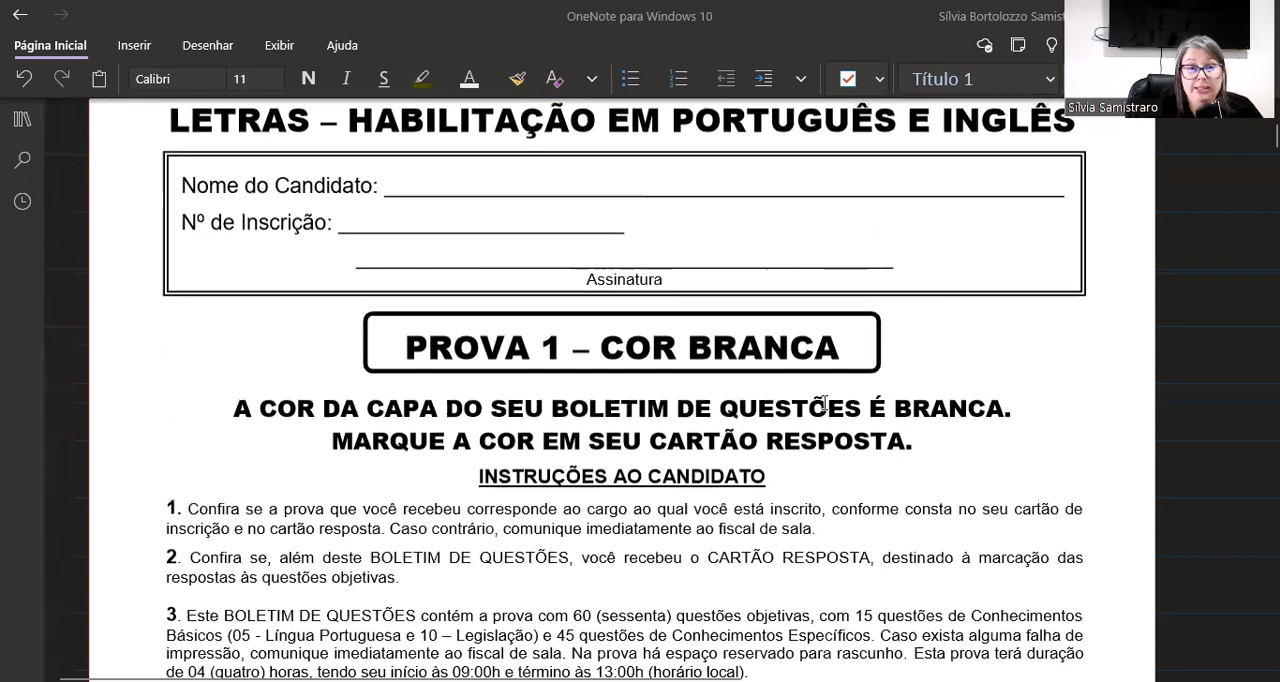 OneNote para Windows 10
Sílvia Bortolozzo Samist
Página Inicial Inserir Desenhar Exibir Ajuda
Calibri 11 N I S A A Título 1
Sílvia Samistraro
LETRAS – HABILITAÇÃO EM PORTUGUÊS E INGLÊS
Nome do Candidato:
Nº de Inscrição:
Assinatura
PROVA 1 – COR BRANCA
A COR DA CAPA DO SEU BOLETIM DE QUESTÕES É BRANCA.
MARQUE A COR EM SEU CARTÃO RESPOSTA.
INSTRUÇÕES AO CANDIDATO
1. Confira se a prova que você recebeu corresponde ao cargo ao qual você está inscrito, conforme consta no seu cartão de
inscrição e no cartão resposta. Caso contrário, comunique imediatamente ao fiscal de sala.
2. Confira se, além deste BOLETIM DE QUESTÕES, você recebeu o CARTÃO RESPOSTA, destinado à marcação das
respostas às questões objetivas.
3. Este BOLETIM DE QUESTÕES contém a prova com 60 (sessenta) questões objetivas, com 15 questões de Conhecimentos
Básicos (05 - Língua Portuguesa e 10 – Legislação) e 45 questões de Conhecimentos Específicos. Caso exista alguma falha de
impressão, comunique imediatamente ao fiscal de sala. Na prova há espaço reservado para rascunho. Esta prova terá duração
de 04 (quatro) horas, tendo seu início às 09:00h e término às 13:00h (horário local).